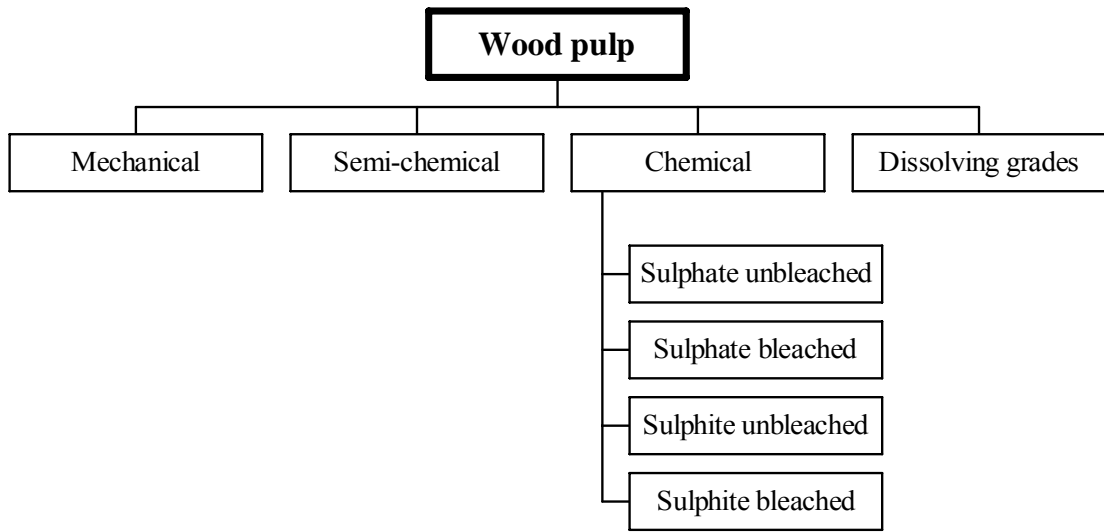 Wood pulp
Mechanical
Semi-chemical
Chemical
Dissolving grades
Sulphate unbleached
Sulphate bleached
Sulphite unbleached
Sulphite bleached